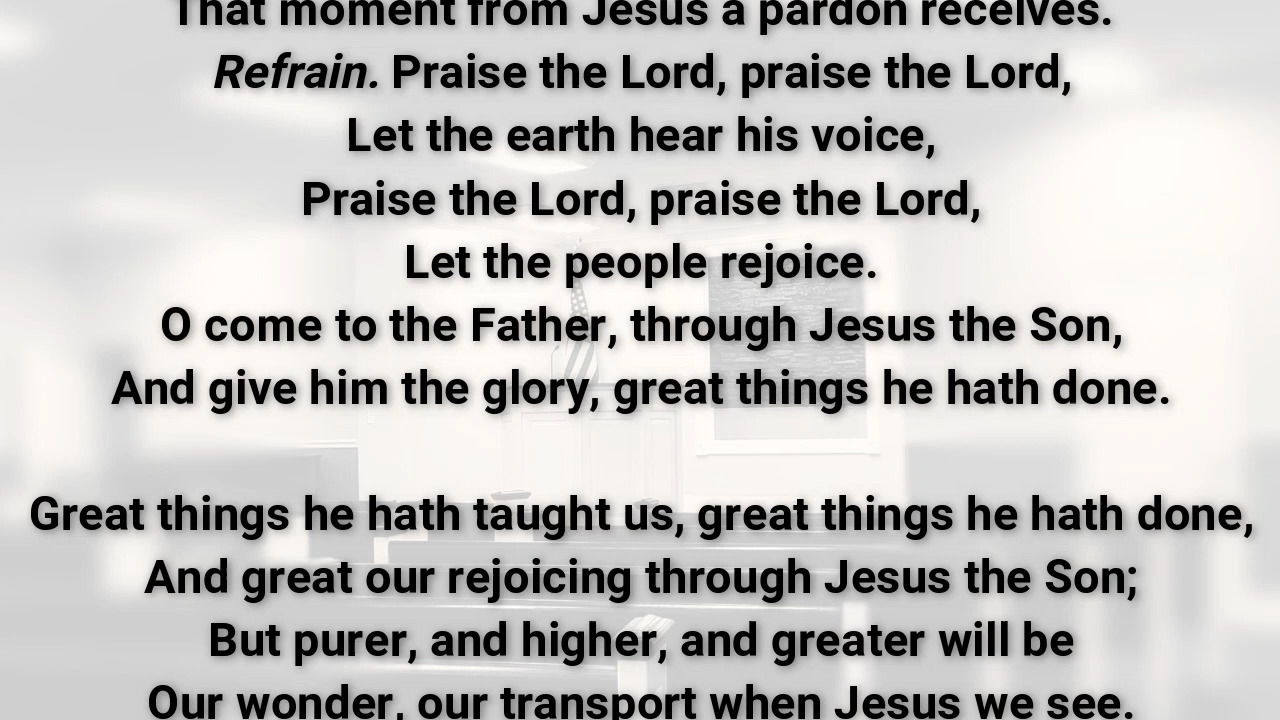 That moment from Jesus a pardon receives.
Refrain. Praise the Lord, praise the Lord,
Let the earth hear his voice,
Praise the Lord, praise the Lord,
Let the people rejoice.
O come to the Father, through Jesus the Son,
And give him the glory, great things he hath done.
Great things he hath taught us, great things he hath done,
And great our rejoicing through Jesus the Son;
But purer, and higher, and greater will be
Our wonder, our transport when Jesus we see.